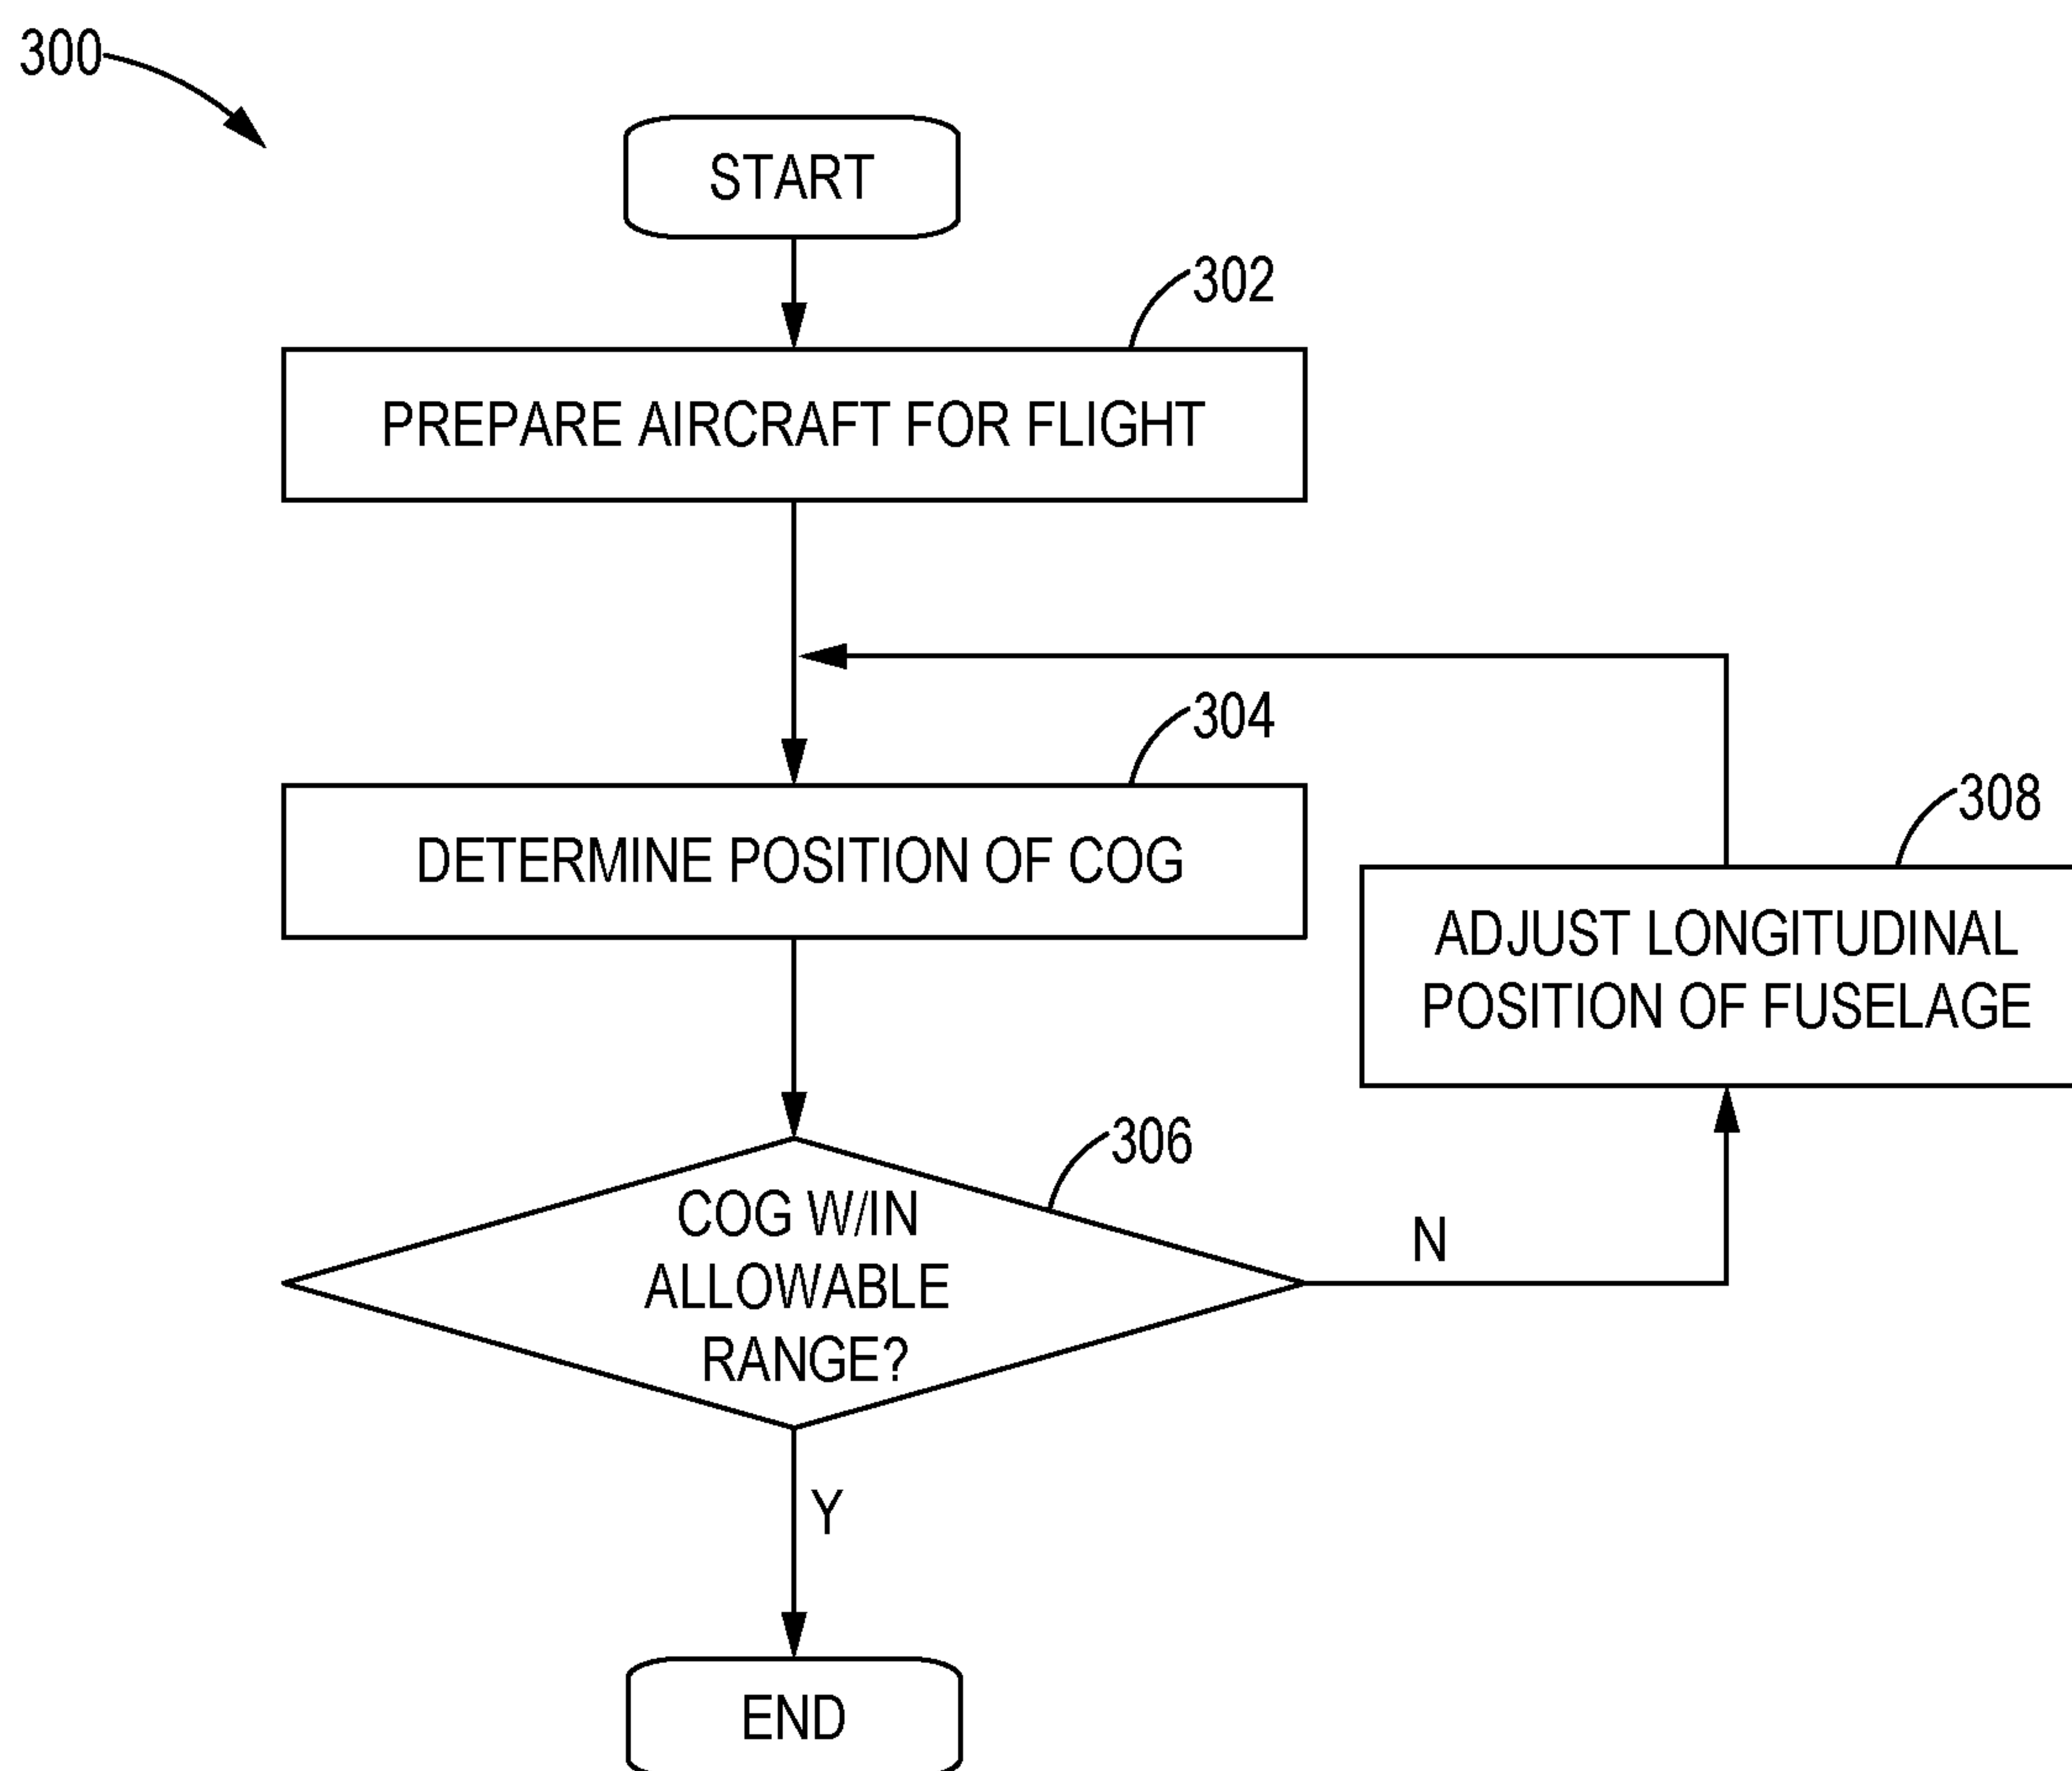 300
START
302
PREPARE AIRCRAFT FOR FLIGHT
304
DETERMINE POSITION OF COG
308
ADJUST LONGITUDINAL
POSITION OF FUSELAGE
306
COG W/IN
ALLOWABLE
RANGE?
N
Y
END